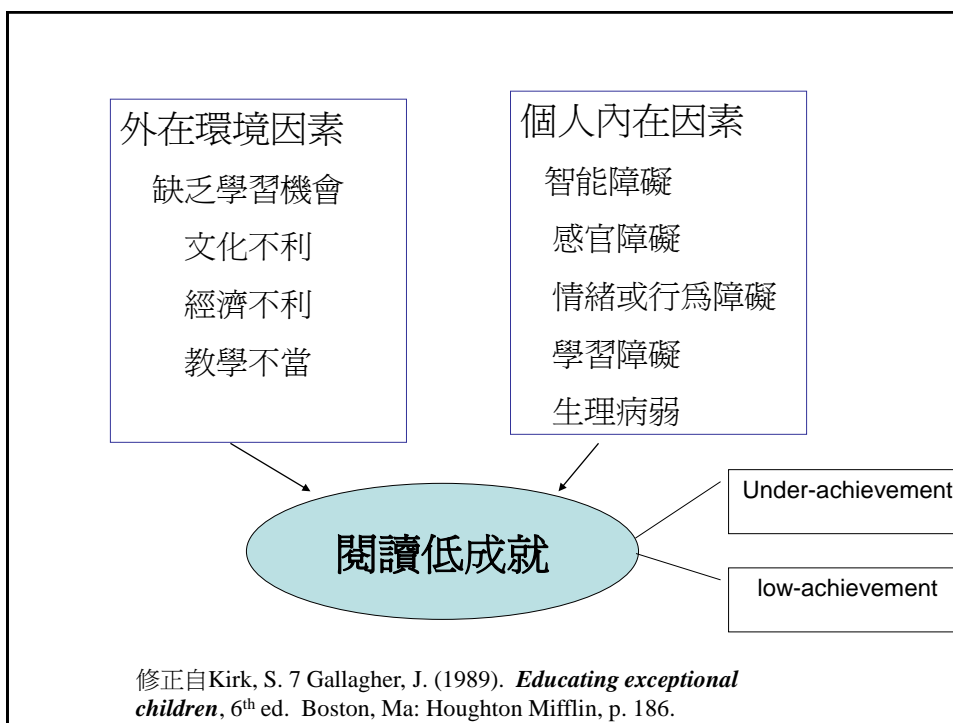 外在環境因素
缺乏學習機會
文化不利
經濟不利
教學不當
個人內在因素
智能障礙
感官障礙
情緒或行為障礙
學習障礙
生理病弱
閱讀低成就
Under-achievement
low-achievement
修正自Kirk, S. 7 Gallagher, J. (1989). Educating exceptional
children, 6th ed. Boston, Ma: Houghton Mifflin, p. 186.